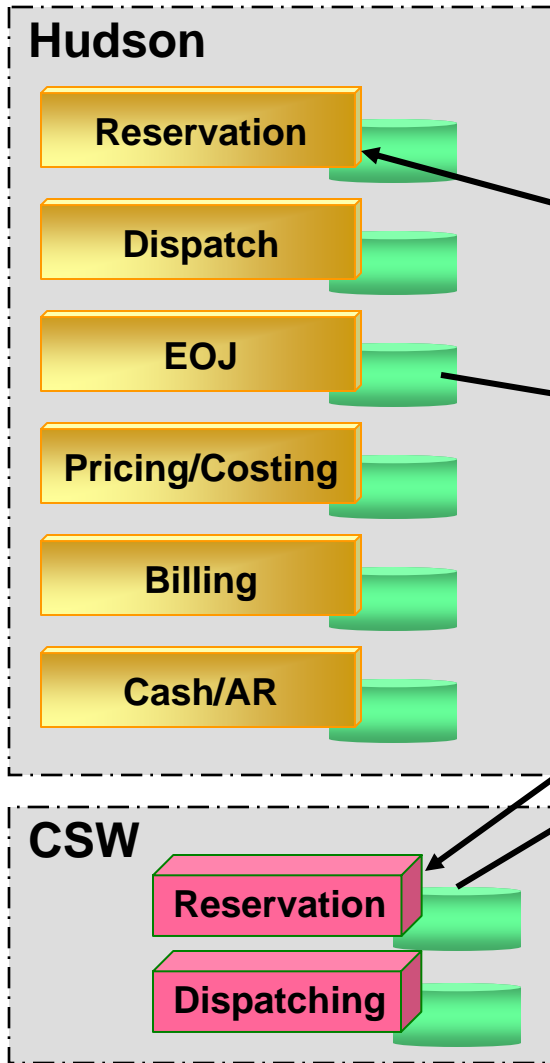 Hudson
Reservation
Dispatch
EOJ
Pricing/Costing
Billing
Cash/AR
CSW
Reservation
Dispatching